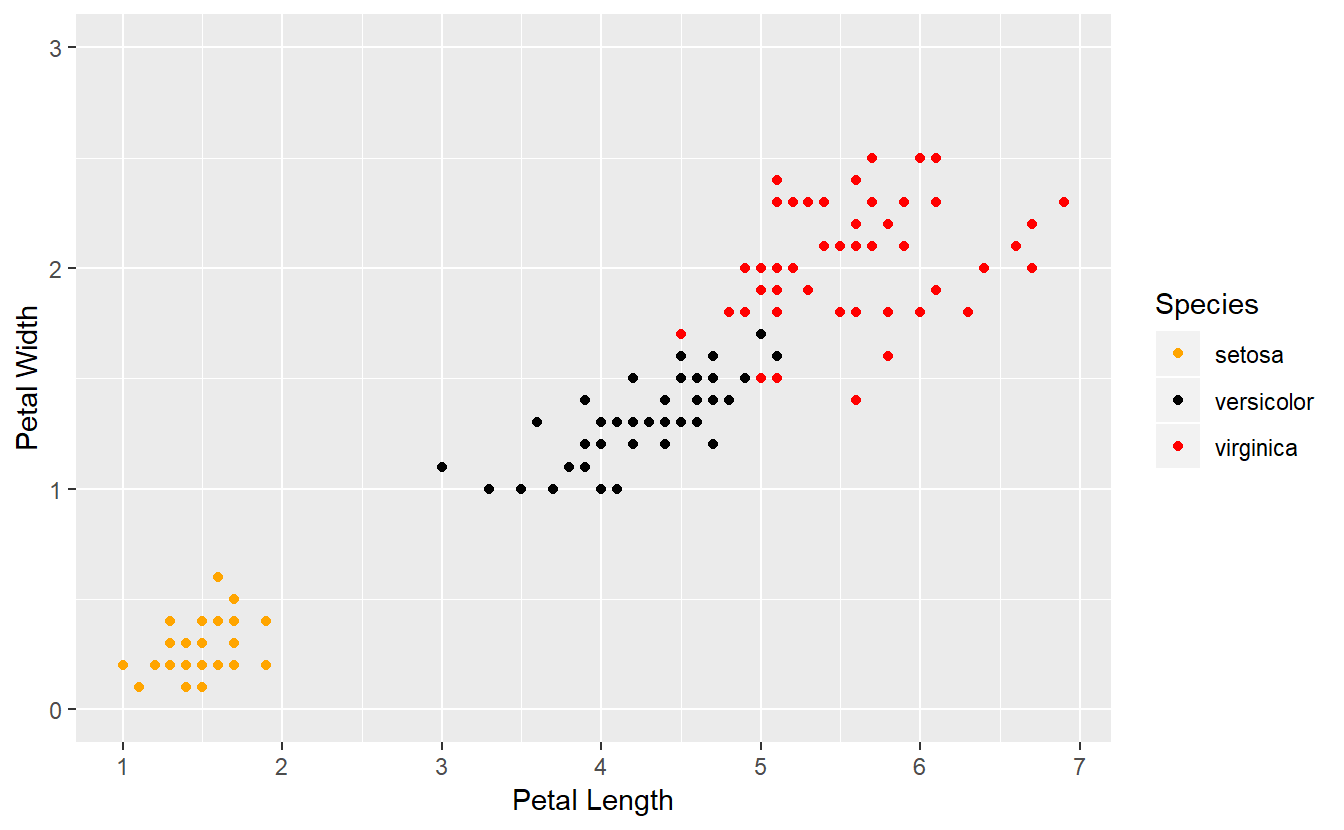 3
2
1
0
Petal Width
1 2 3 4 5 6 7
Petal Length
Species
setosa
versicolor
virginica